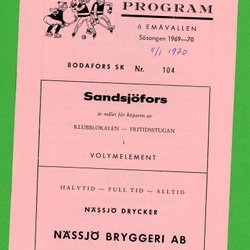 PROGRAM
å EMAVALLEN
Säsongen 1969—70
8/1 1970
BODAFORS SK Nr. 104
Sandsjöfors
är målet för köparen av
KLUBBLOKALEN — FRITIDSSTUGAN
i
VOLYMELEMENT
HALVTID — FULL TID — ALLTID
NÄSSJÖ DRYCKER
NÄSSJÖ BRYGGERI AB